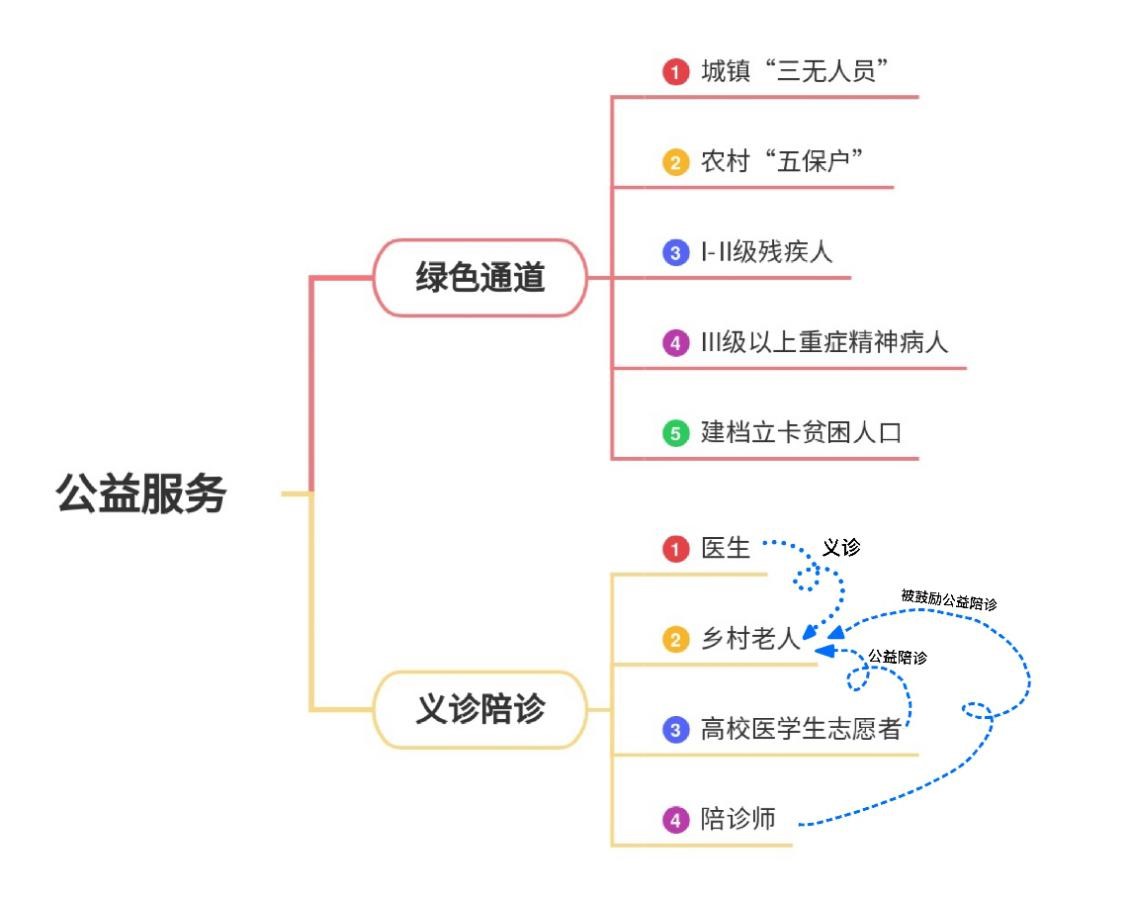 公益服务
绿色通道
1 城镇“三无人员”
2 农村“五保户”
3 I-II级残疾人
4 III级以上重症精神病人
5 建档立卡贫困人口
义诊陪诊
1 医生
义诊
被鼓励公益陪诊
2 乡村老人
公益陪诊
3 高校医学生志愿者
4 陪诊师